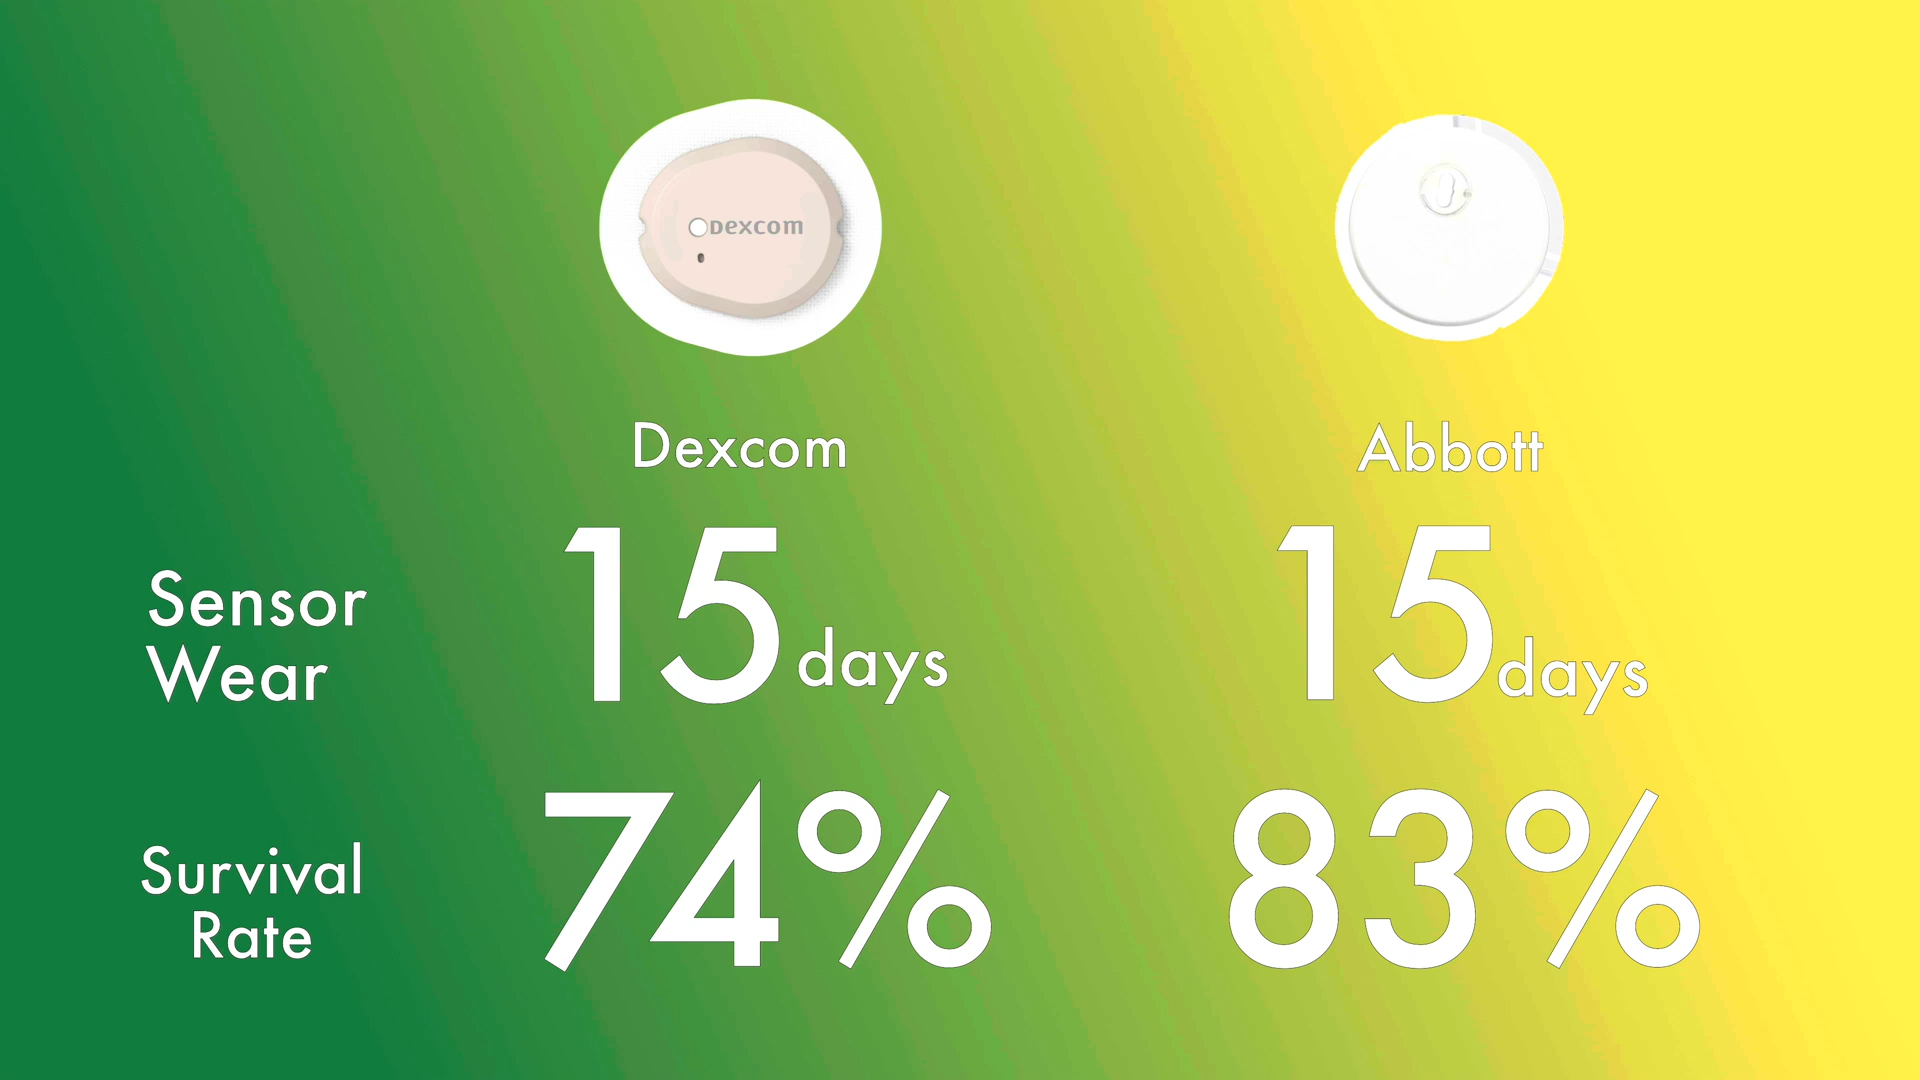 Dexcom
Dexcom
Abbott
Sensor
Wear
15 days
15 days
Survival
Rate
74%
83%